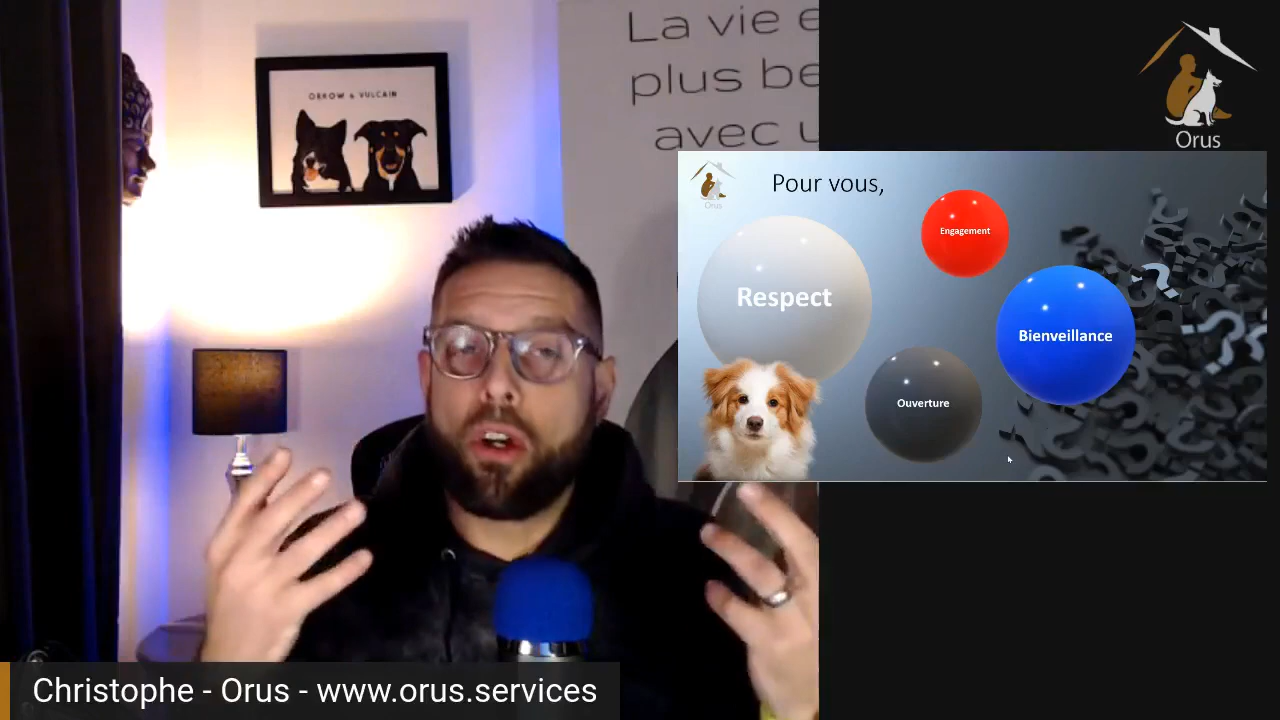 ORKOW & VULCAIN
La vie e
plus be
avec u
Orus
Orus
Pour vous,
Engagement
Respect
Bienveillance
Ouverture
Christophe - Orus - www.orus.services